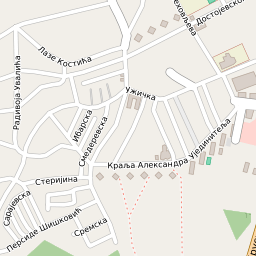 Достојевског
Лазе Костића
Радивоја Увалића
Ужичка
Ибарска
Смедеревска
Краља Александра Ујединитеља
Стеријина
Сарајевска
Персиде Шишковић
Сремска